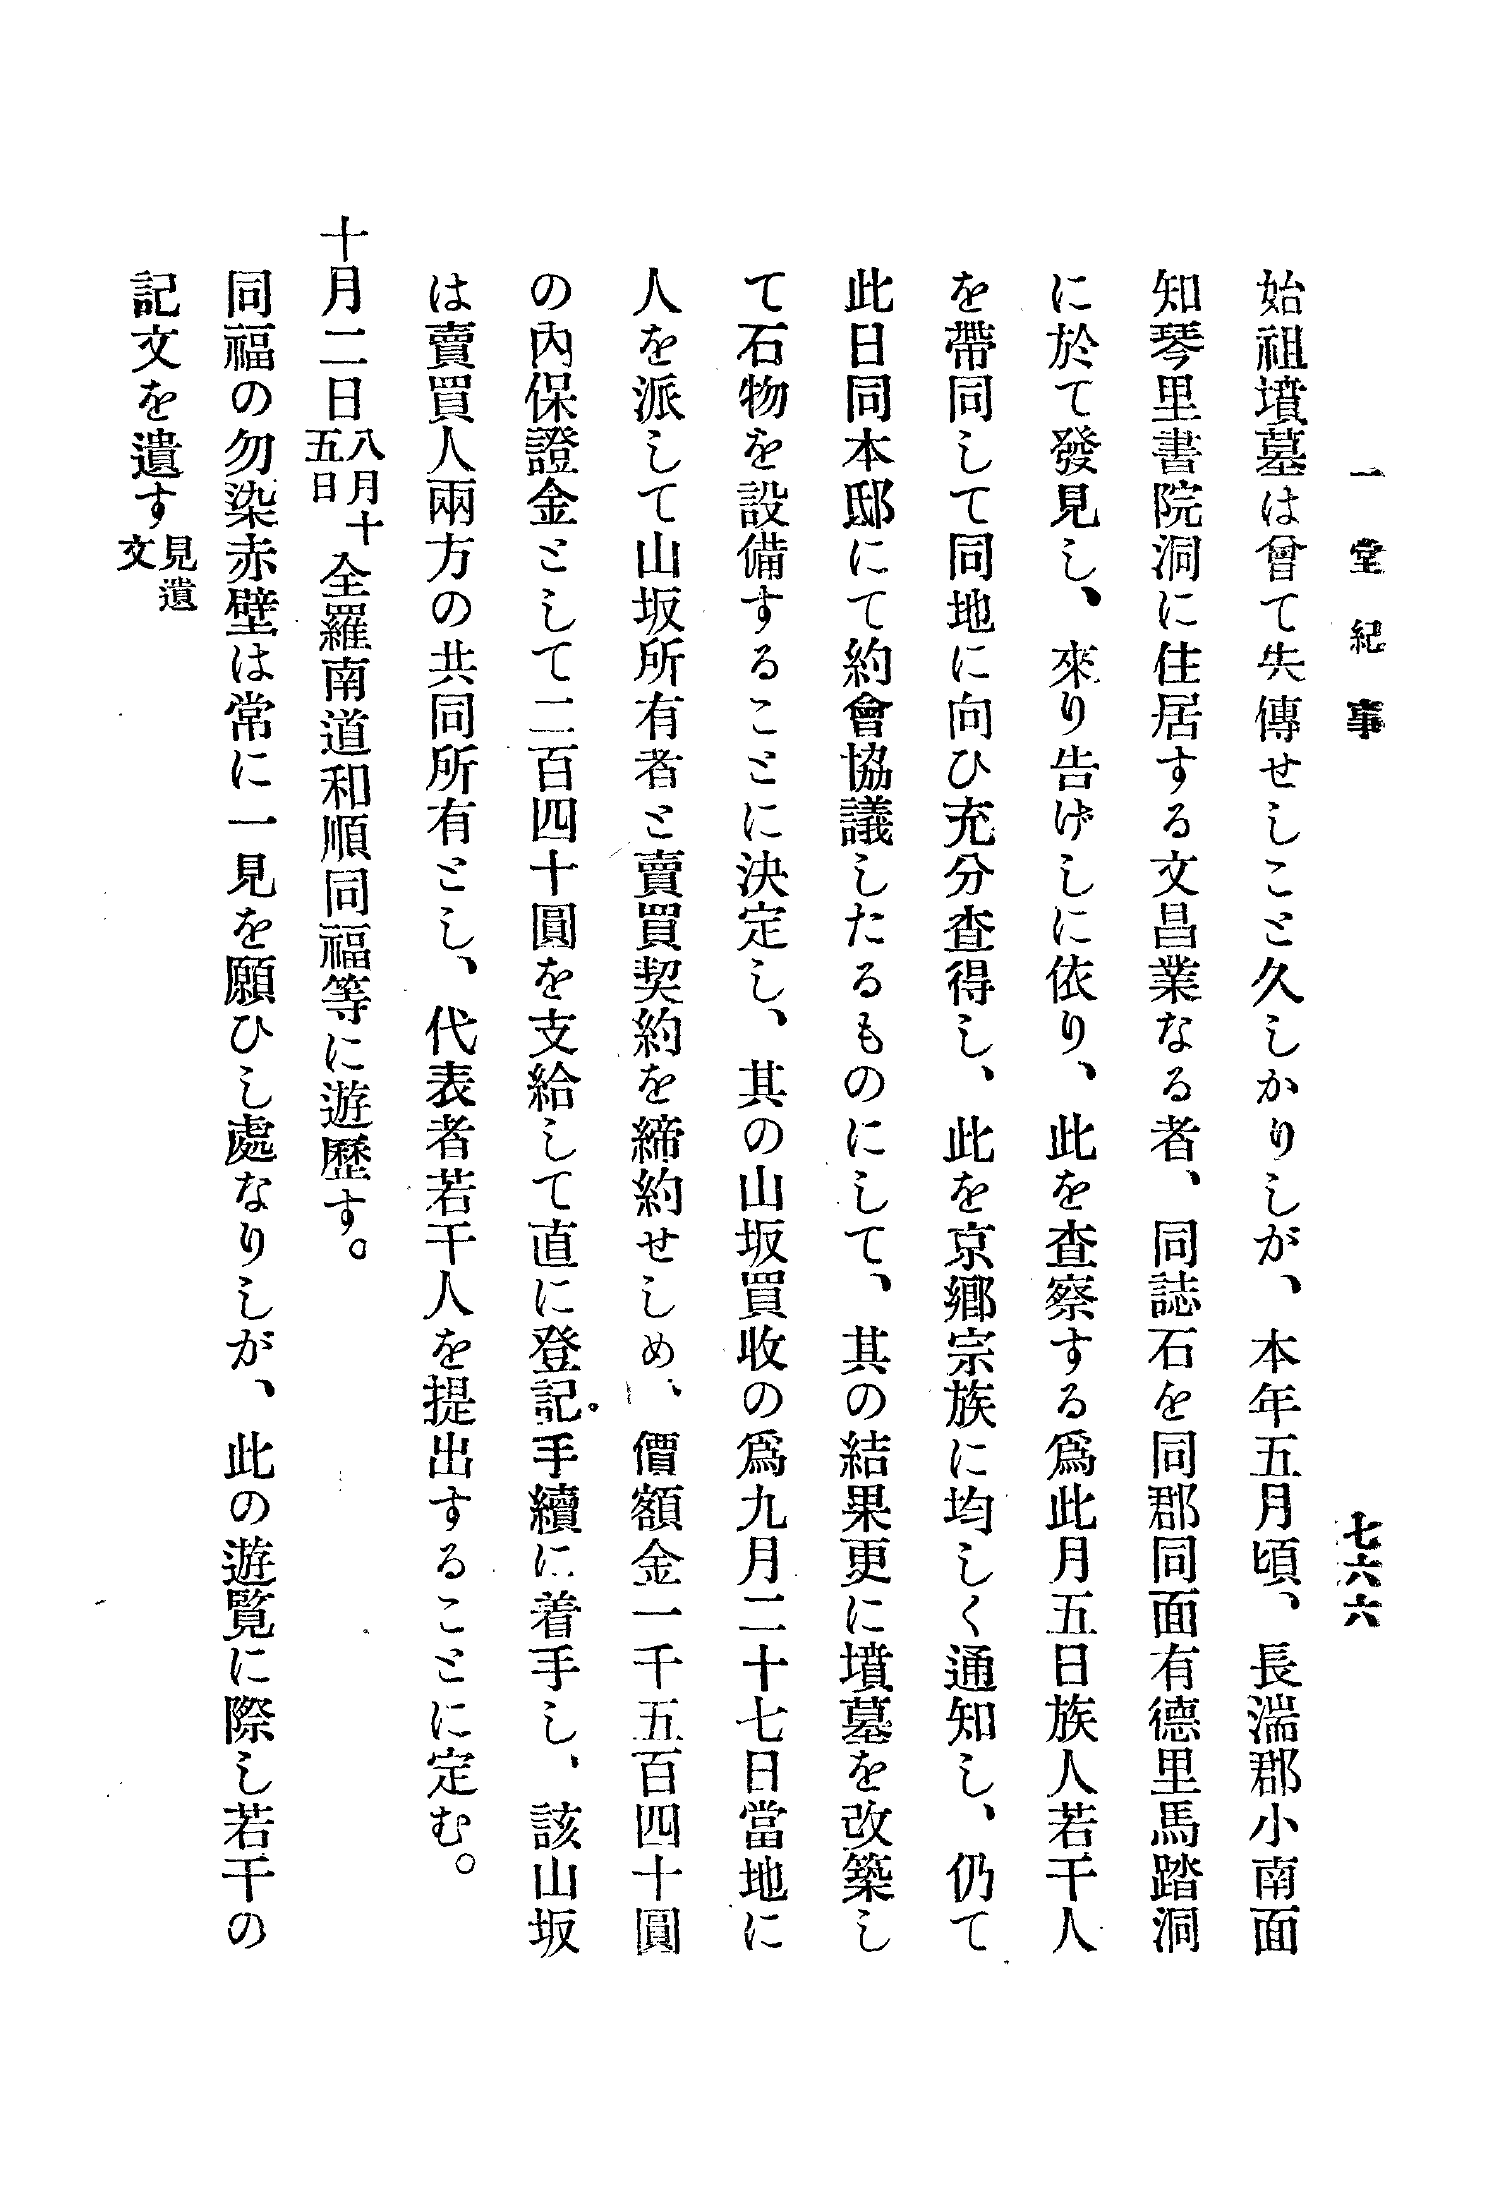 一堂紀事
七六六
始祖墳墓は曾て失傳せしこと久しかりしが、本年五月頃、長湍郡小南面
知琴里書院洞に住居する文昌業なる者、同誌石を同郡同面有德里馬踏洞
に於て發見し、來り告げしに依り、此を査察する爲此月五日族人若干人
を帶同して同地に向ひ充分査得し、此を京鄕宗族に均しく通知し、仍て
此日同本邸にて約會協議したるものにして、其の結果更に墳墓を改築し
て石物を設備することに決定し、其の山坂買收の爲九月二十七日當地に
人を派して山坂所有者と賣買契約を締約せしめ、價額金一千五百四十圓
の內保證金として二百四十圓を支給して直に登記手續に着手し、該山坂
は賣買人兩方の共同所有とし、代表者若干人を提出することに定む。
十月二日八月十五日全羅南道和順同福等に遊歷す。
同福の勿染赤壁は常に一見を願ひし處なりしが、此の遊覽に際し若干の
記文を遺す見遺文